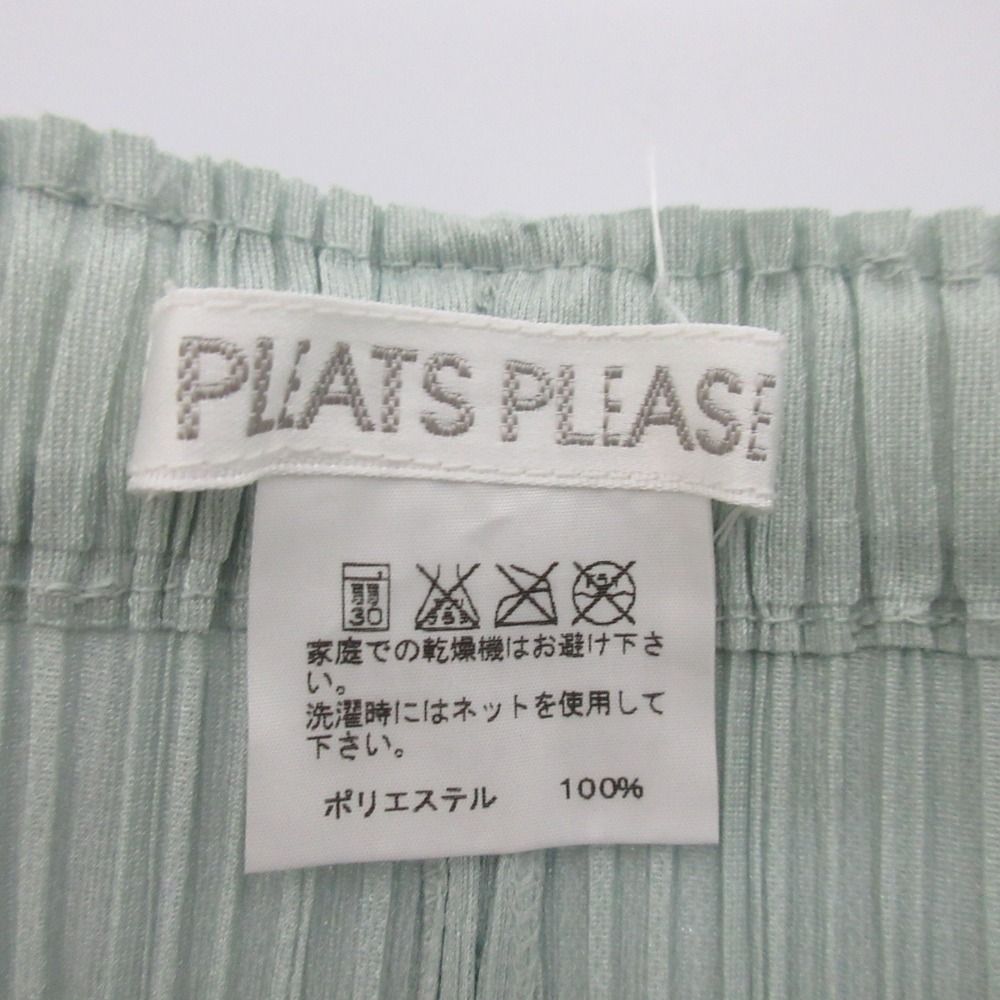 PLEATS PLEASE
弱
30
家庭での乾燥機はお避け下さ
い。
洗濯時にはネットを使用して
下さい。
ポリエステル 100%